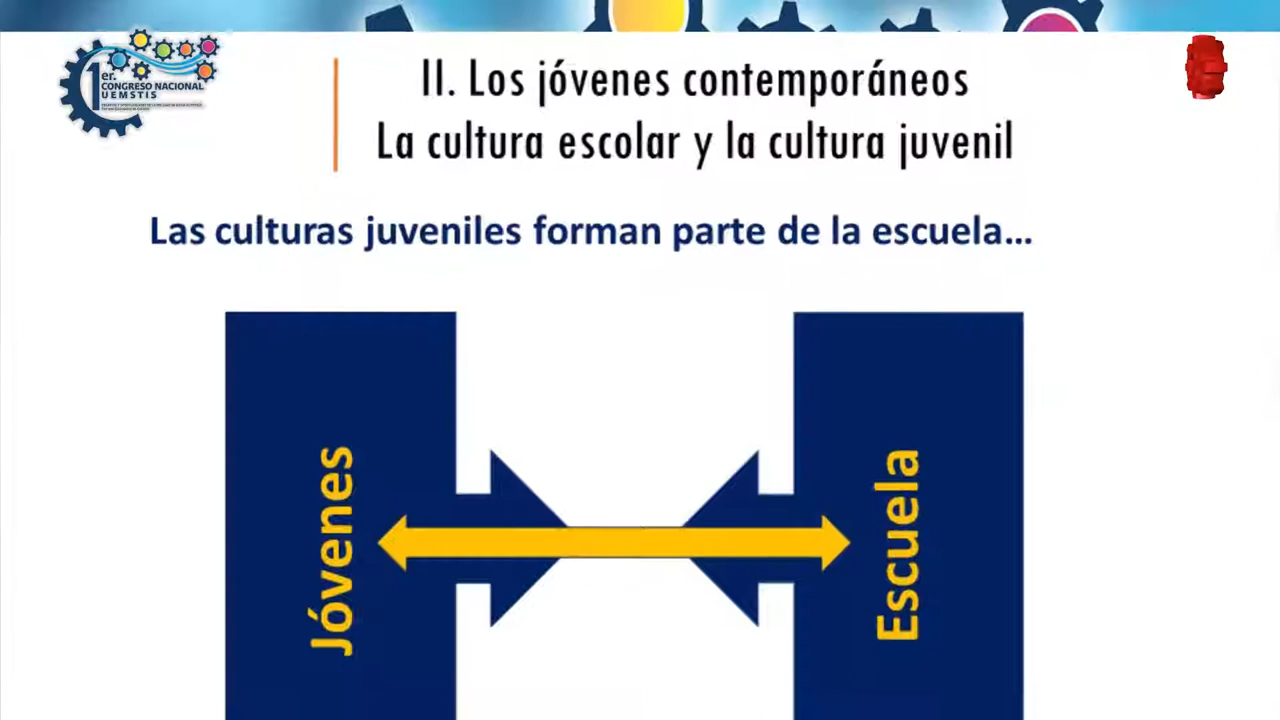 1er.
CONGRESO NACIONAL
UEMSTIS
II. Los jóvenes contemporáneos
La cultura escolar y la cultura juvenil
Las culturas juveniles forman parte de la escuela...
Jóvenes
Escuela